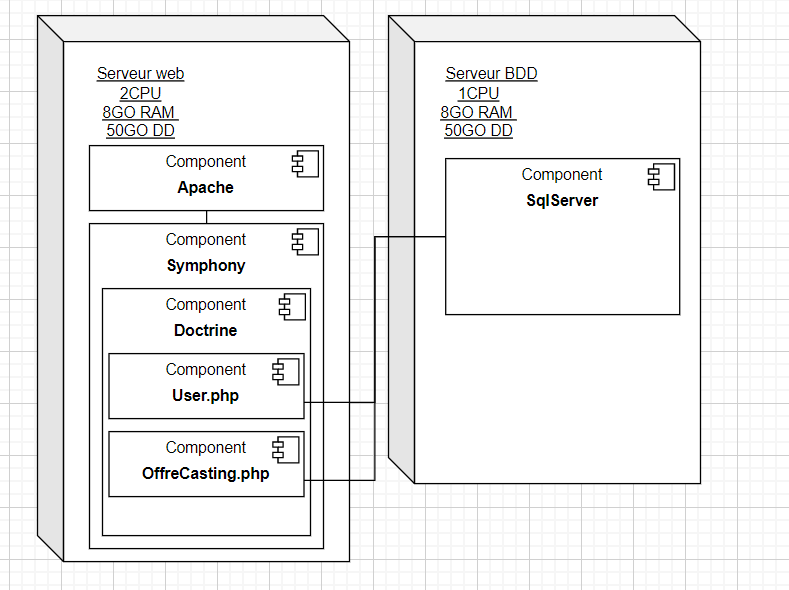 Serveur web
2CPU
8GO RAM
50GO DD
Component
Apache
Component
Symphony
Component
Doctrine
Component
User.php
Component
OffreCasting.php
Serveur BDD
1CPU
8GO RAM
50GO DD
Component
SqlServer